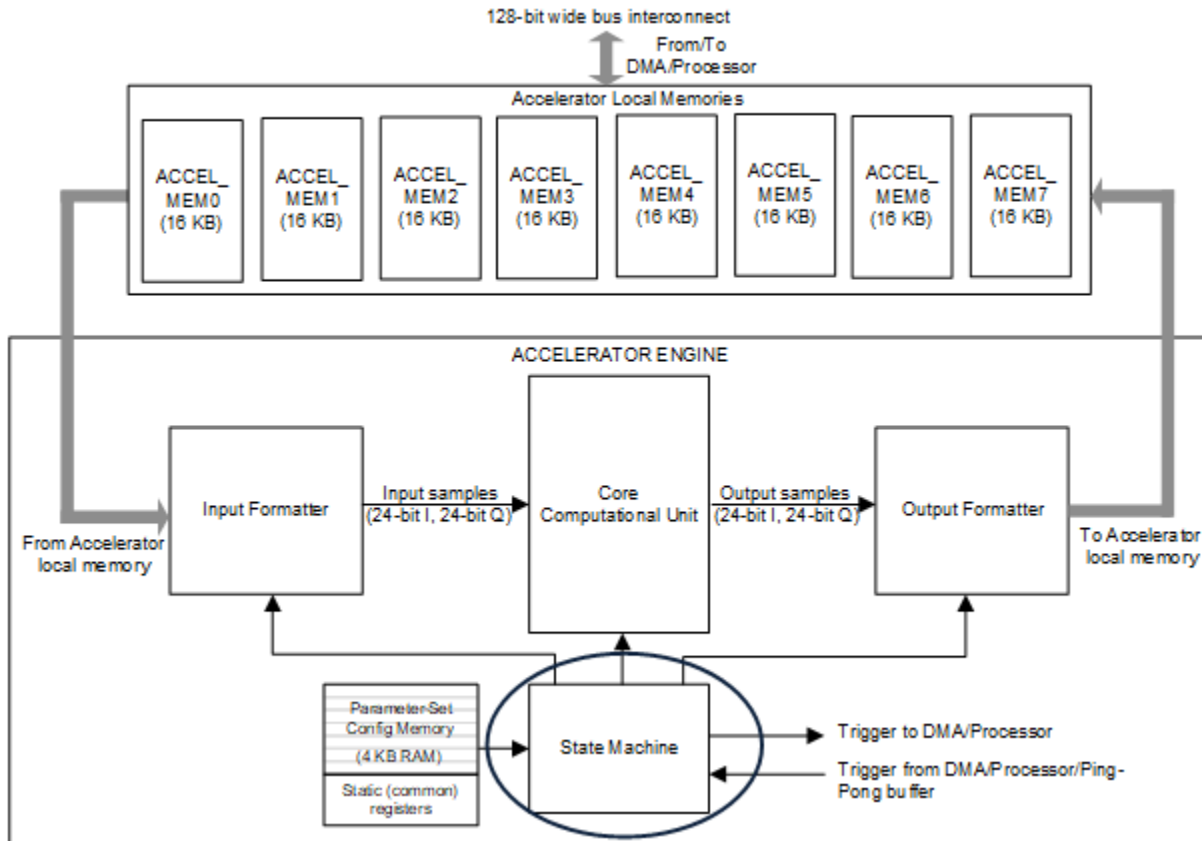 128-bit wide bus interconnect
From/To
DMA/Processor
Accelerator Local Memories
ACCEL_
MEM0
(16 KB)
ACCEL_
MEM1
(16 KB)
ACCEL_
MEM2
(16 KB)
ACCEL_
MEM3
(16 KB)
ACCEL_
MEM4
(16 KB)
ACCEL_
MEM5
(16 KB)
ACCEL_
MEM6
(16 KB)
ACCEL_
MEM7
(16 KB)
ACCELERATOR ENGINE
Input Formatter
Input samples
(24-bit I, 24-bit Q)
Core
Computational Unit
Output samples
(24-bit I, 24-bit Q)
Output Formatter
From Accelerator
local memory
To Accelerator
local memory
Parameter-Set
Config Memory
(4 KB RAM)
Static (common)
registers
State Machine
Trigger to DMA/Processor
Trigger from DMA/Processor/Ping-
Pong buffer